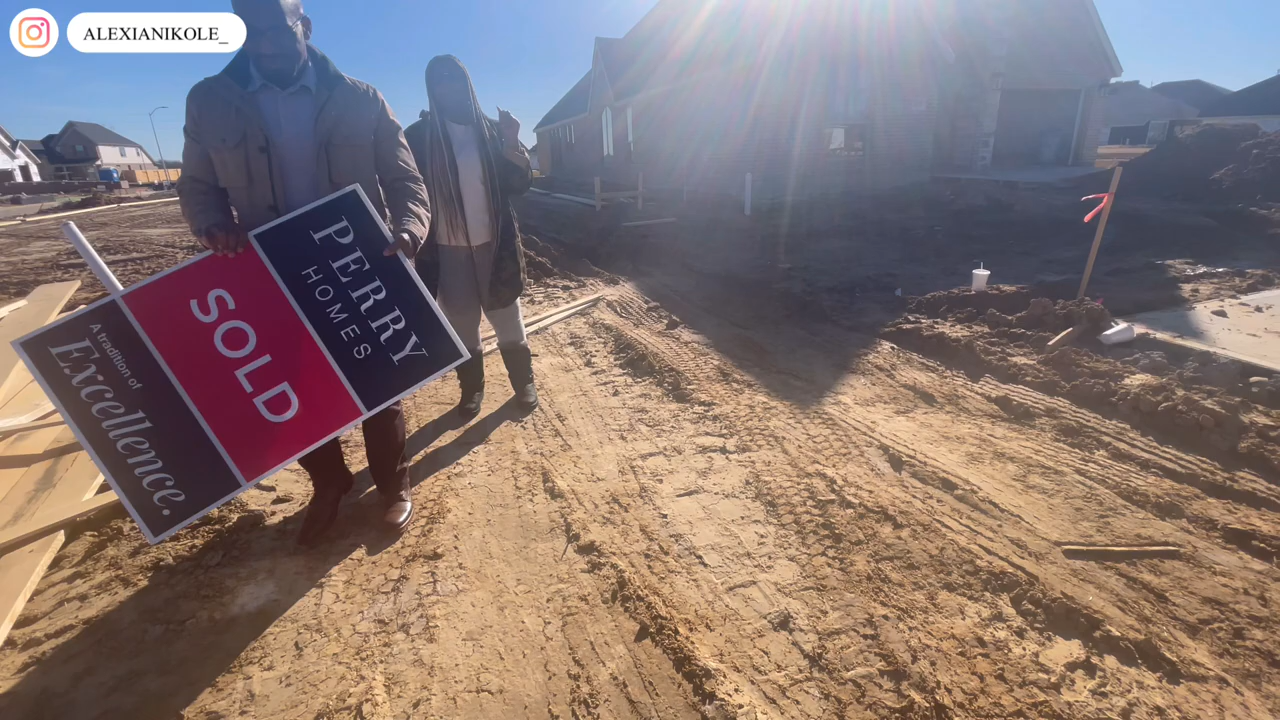 ALEXIANIKOLE_
PERRY
HOMES
SOLD
A tradition of
Excellence.